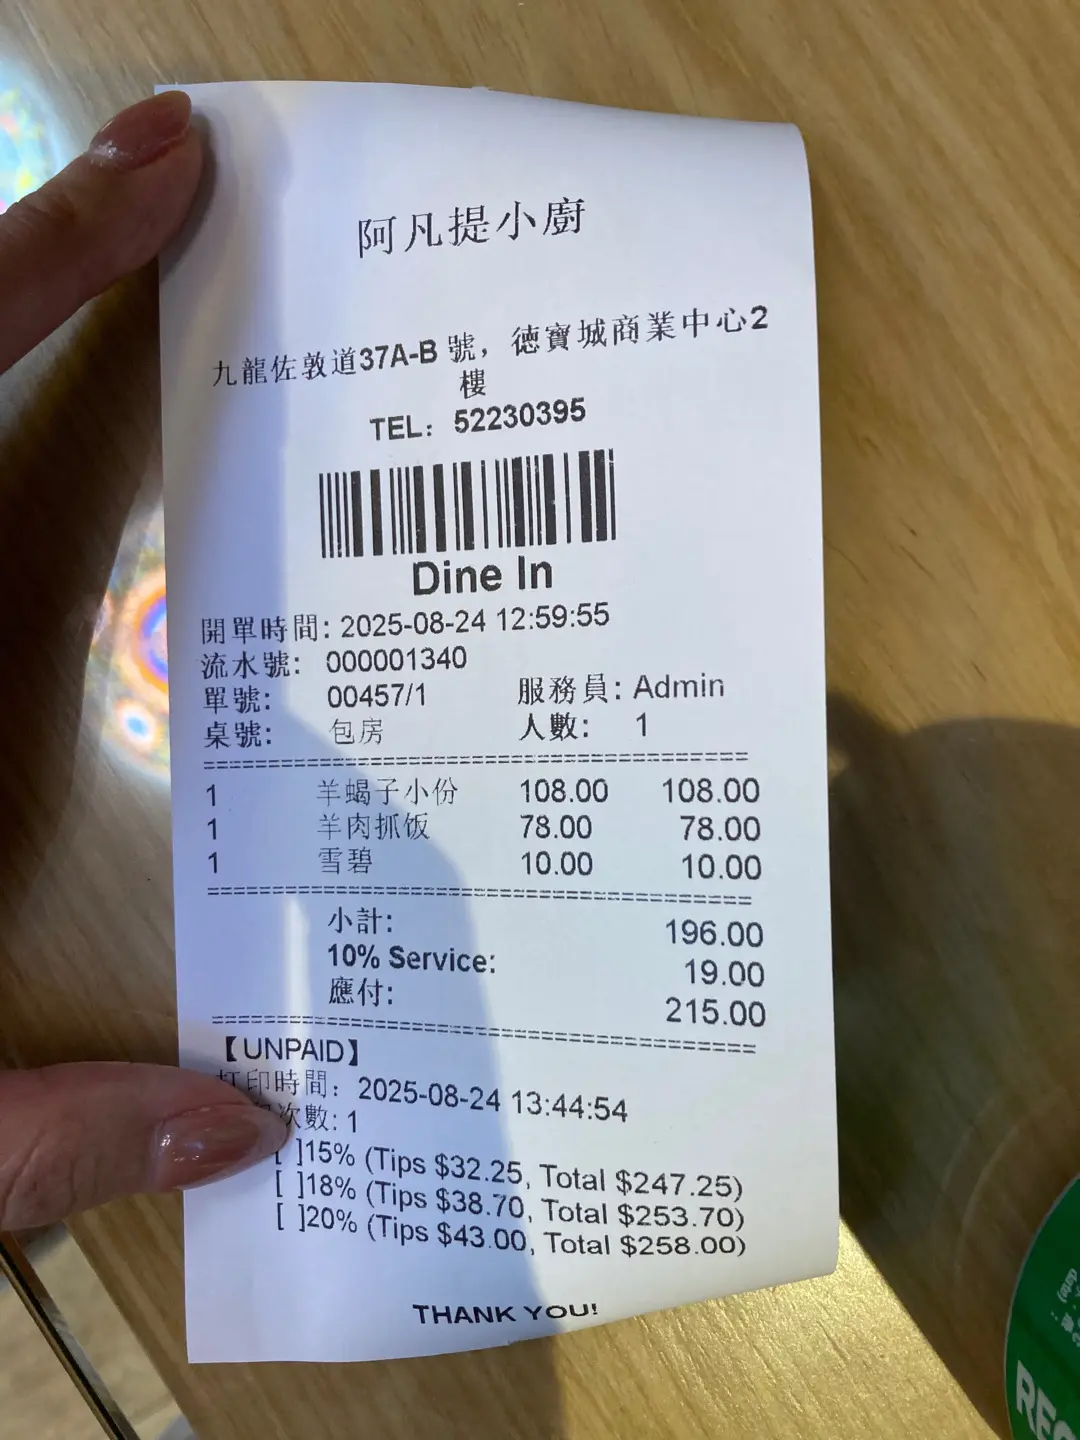 阿凡提小廚
九龍佐敦道37A-B 號，德寶城商業中心2
樓
TEL：52230395
Dine In
開單時間: 2025-08-24 12:59:55
流水號: 000001340
單號: 00457/1 服務員: Admin
桌號: 包房 人數: 1
1 羊蝎子小份 108.00 108.00
1 羊肉抓饭 78.00 78.00
1 雪碧 10.00 10.00
小計: 196.00
10% Service: 19.00
應付: 215.00
【UNPAID】
打印時間: 2025-08-24 13:44:54
次數: 1
[ ]15% (Tips $32.25, Total $247.25)
[ ]18% (Tips $38.70, Total $253.70)
[ ]20% (Tips $43.00, Total $258.00)
THANK YOU!